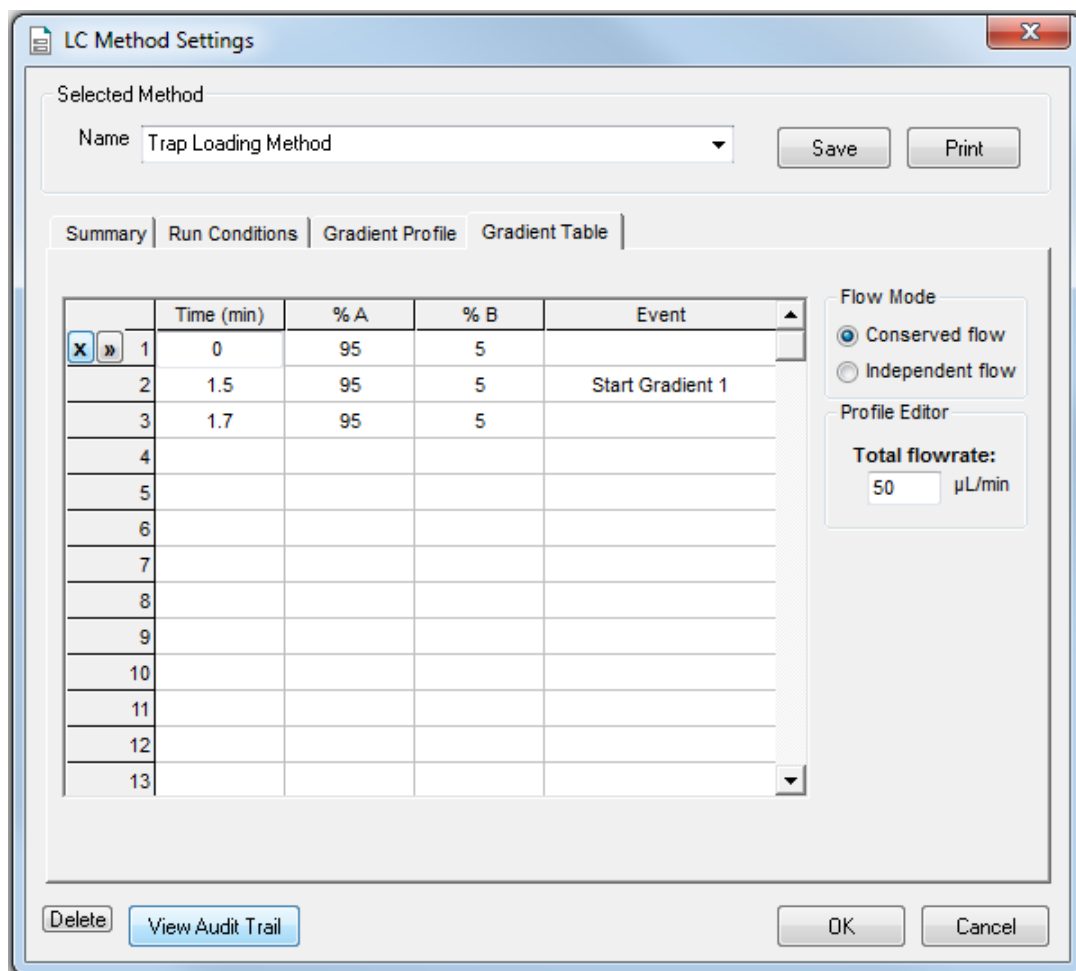 LC Method Settings
x
Selected Method
Name Trap Loading Method Save Print
Summary Run Conditions Gradient Profile Gradient Table
Time (min) % A % B Event
x » 1 0 95 5
2 1.5 95 5 Start Gradient 1
3 1.7 95 5
4
5
6
7
8
9
10
11
12
13
Flow Mode
Conserved flow
Independent flow
Profile Editor
Total flowrate:
50 µL/min
Delete View Audit Trail OK Cancel